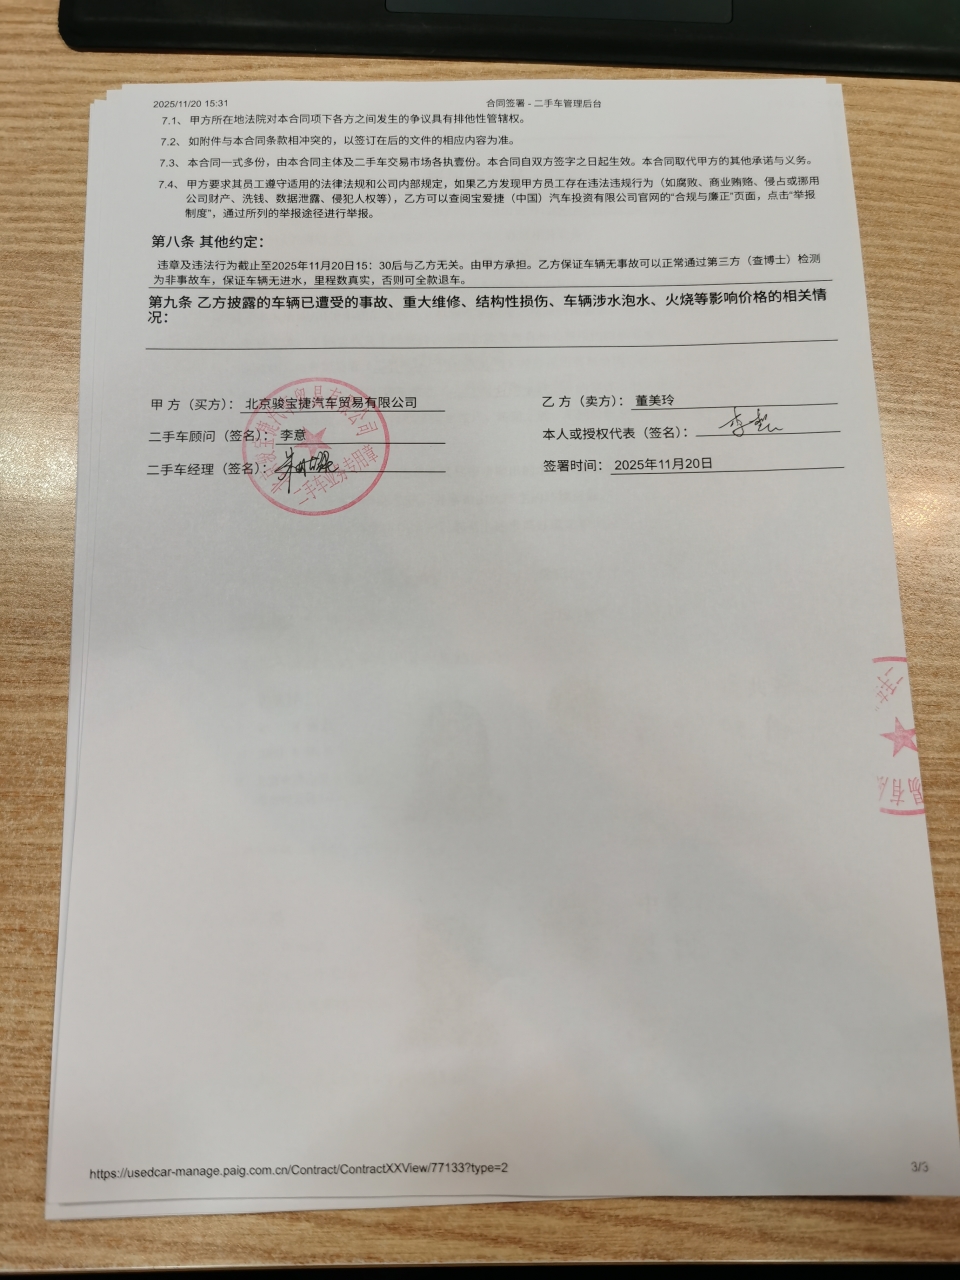 2025/11/20 15:31
合同签署 - 二手车管理后台
7.1、 甲方所在地法院对本合同项下各方之间发生的争议具有排他性管辖权。
7.2、 如附件与本合同条款相冲突的，以签订在后的文件的相应内容为准。
7.3、 本合同一式多份，由本合同主体及二手车交易市场各执壹份。本合同自双方签字之日起生效。本合同取代甲方的其他承诺与义务。
7.4、 甲方要求其员工遵守适用的法律法规和公司内部规定，如果乙方发现甲方员工存在违法违规行为（如腐败、商业贿赂、侵占或挪用
公司财产、洗钱、数据泄露、侵犯人权等），乙方可以查阅宝爱捷（中国）汽车投资有限公司官网的“合规与廉正”页面，点击“举报
制度”，通过所列的举报途径进行举报。
第八条 其他约定：
违章及违法行为截止至2025年11月20日15：30后与乙方无关。由甲方承担。乙方保证车辆无事故可以正常通过第三方（查博士）检测
为非事故车，保证车辆无进水，里程数真实，否则可全款退车。
第九条 乙方披露的车辆已遭受的事故、重大维修、结构性损伤、车辆涉水泡水、火烧等影响价格的相关情
况：
甲 方（买方）： 北京骏宝捷汽车贸易有限公司
乙 方（卖方）： 董美玲
二手车顾问（签名）： 李意
本人或授权代表（签名）：
二手车经理（签名）：
签署时间： 2025年11月20日
二手车业务专用章
易有
https://usedcar-manage.paig.com.cn/Contract/ContractXXView/77133?type=2
3/3